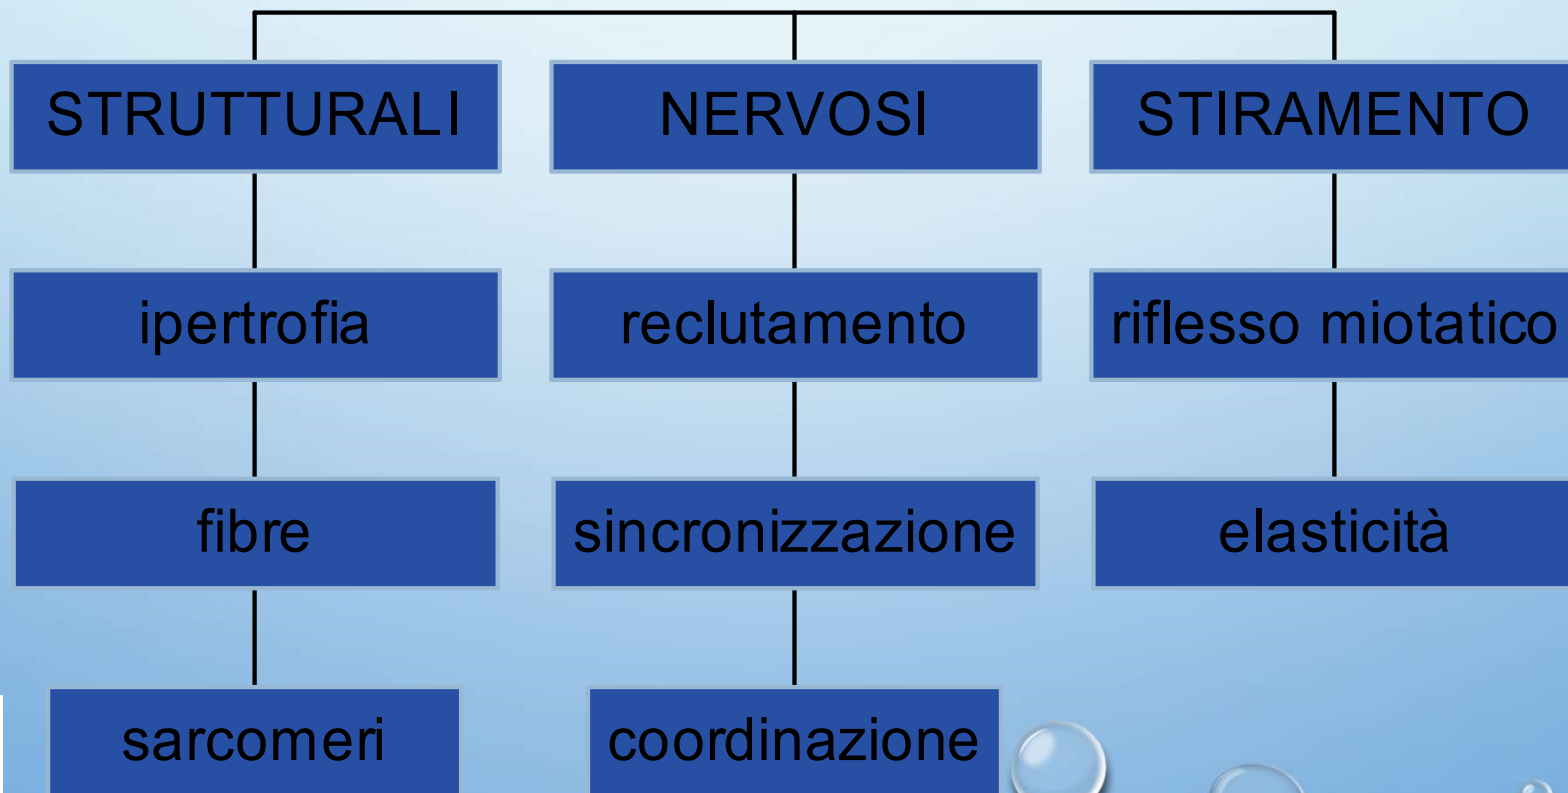 STRUTTURALI
NERVOSI
STIRAMENTO
ipertrofia
reclutamento
riflesso miotatico
fibre
sincronizzazione
elasticità
sarcomeri
coordinazione